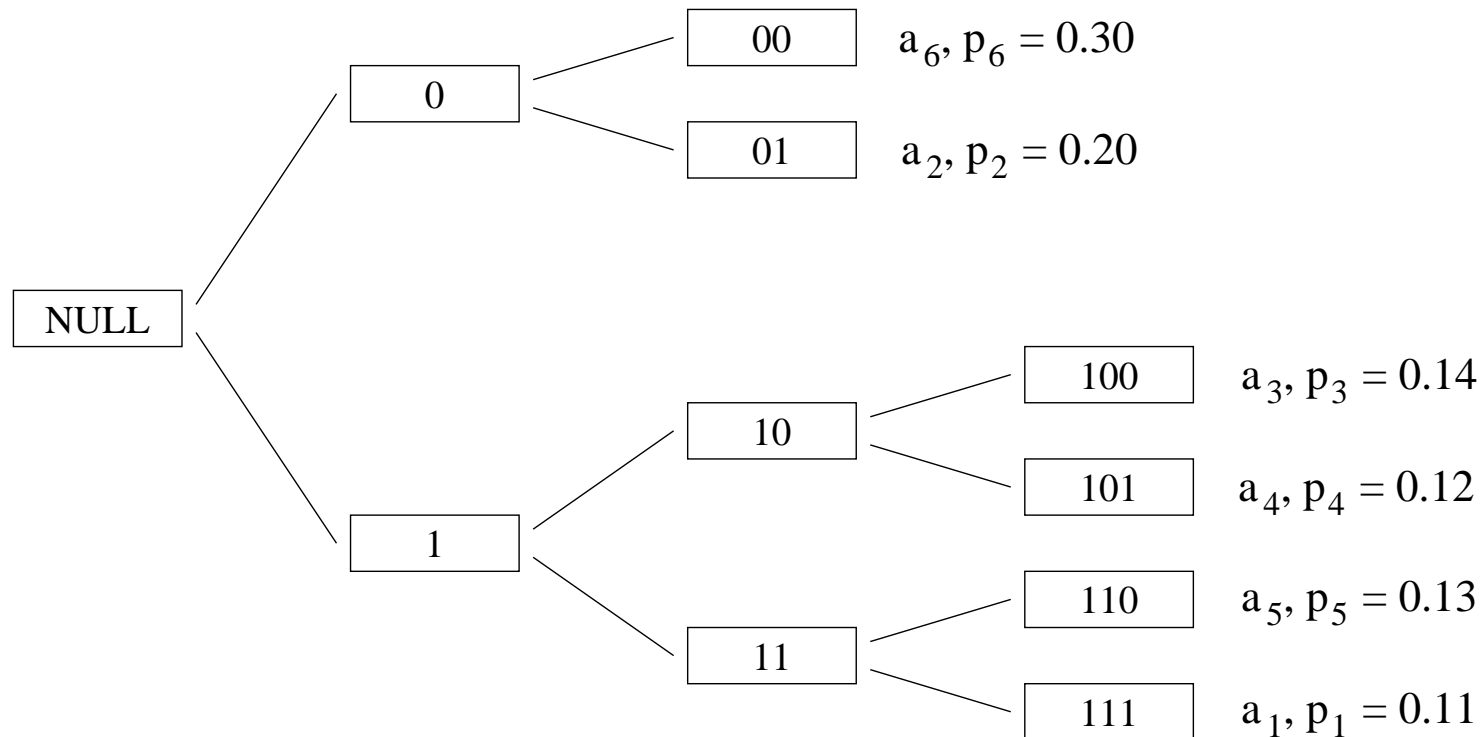 00 a6, p6 = 0.30
0
01 a2, p2 = 0.20
NULL
100 a3, p3 = 0.14
10
101 a4, p4 = 0.12
1
110 a5, p5 = 0.13
11
111 a1, p1 = 0.11